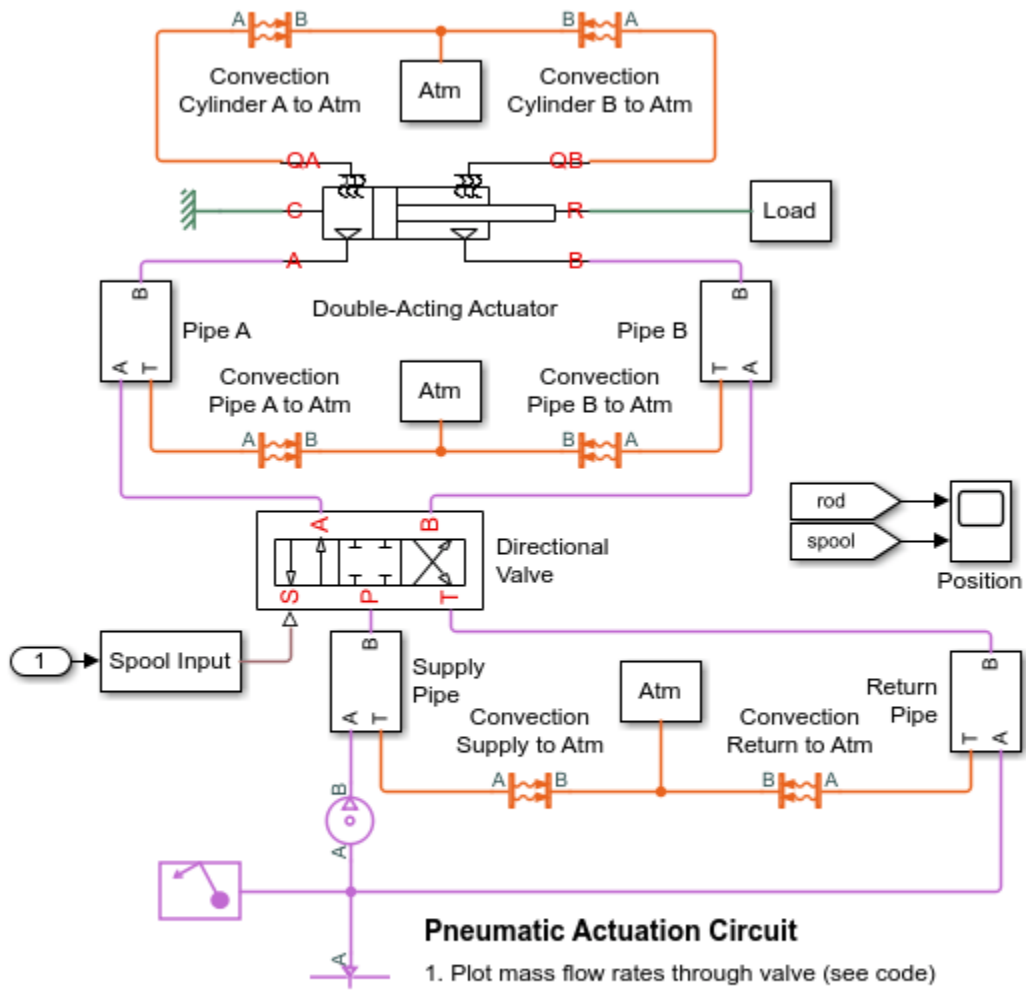 A B B A
Convection
Cylinder A to Atm
Atm
Convection
Cylinder B to Atm
QA QB
C R
Load
A B
Double-Acting Actuator
B
A T
Pipe A
Pipe B
B
T A
Convection
Pipe A to Atm
Atm
Convection
Pipe B to Atm
A B B A
A B
S P T
Directional
Valve
rod
spool
Position
1
Spool Input
B
A T
Supply
Pipe
Convection
Supply to Atm
Atm
Convection
Return to Atm
Return
Pipe
B
T A
A B B A
B
A
A
Pneumatic Actuation Circuit
1. Plot mass flow rates through valve (see code)